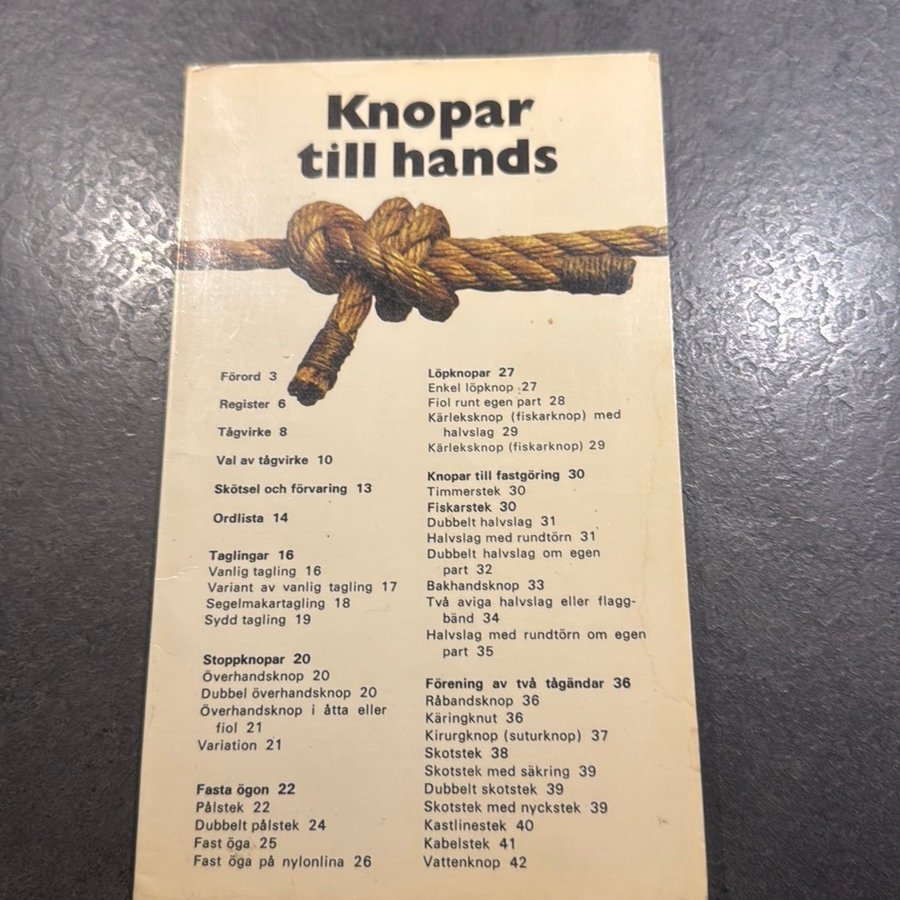 Knopar
till hands
Förord 3
Register 6
Tågvirke 8
Val av tågvirke 10
Skötsel och förvaring 13
Ordlista 14
Taglingar 16
Vanlig tagling 16
Variant av vanlig tagling 17
Segelmakartagling 18
Sydd tagling 19
Stoppknopar 20
Överhandsknop 20
Dubbel överhandsknop 20
Överhandsknop i åtta eller
fiol 21
Variation 21
Fasta ögon 22
Pålstek 22
Dubbelt pålstek 24
Fast öga 25
Fast öga på nylonlina 26
Löpknopar 27
Enkel löpknop 27
Fiol runt egen part 28
Kärleksknop (fiskarknop) med
halvslag 29
Kärleksknop (fiskarknop) 29
Knopar till fastgöring 30
Timmerstek 30
Fiskarstek 30
Dubbelt halvslag 31
Halvslag med rundtörn 31
Dubbelt halvslag om egen
part 32
Bakhandsknop 33
Två aviga halvslag eller flagg-
bänd 34
Halvslag med rundtörn om egen
part 35
Förening av två tågändar 36
Råbandsknop 36
Käringknut 36
Kirurgknop (suturknop) 37
Skotstek 38
Skotstek med säkring 39
Dubbelt skotstek 39
Skotstek med nyckstek 39
Kastlinestek 40
Kabelstek 41
Vattenknop 42